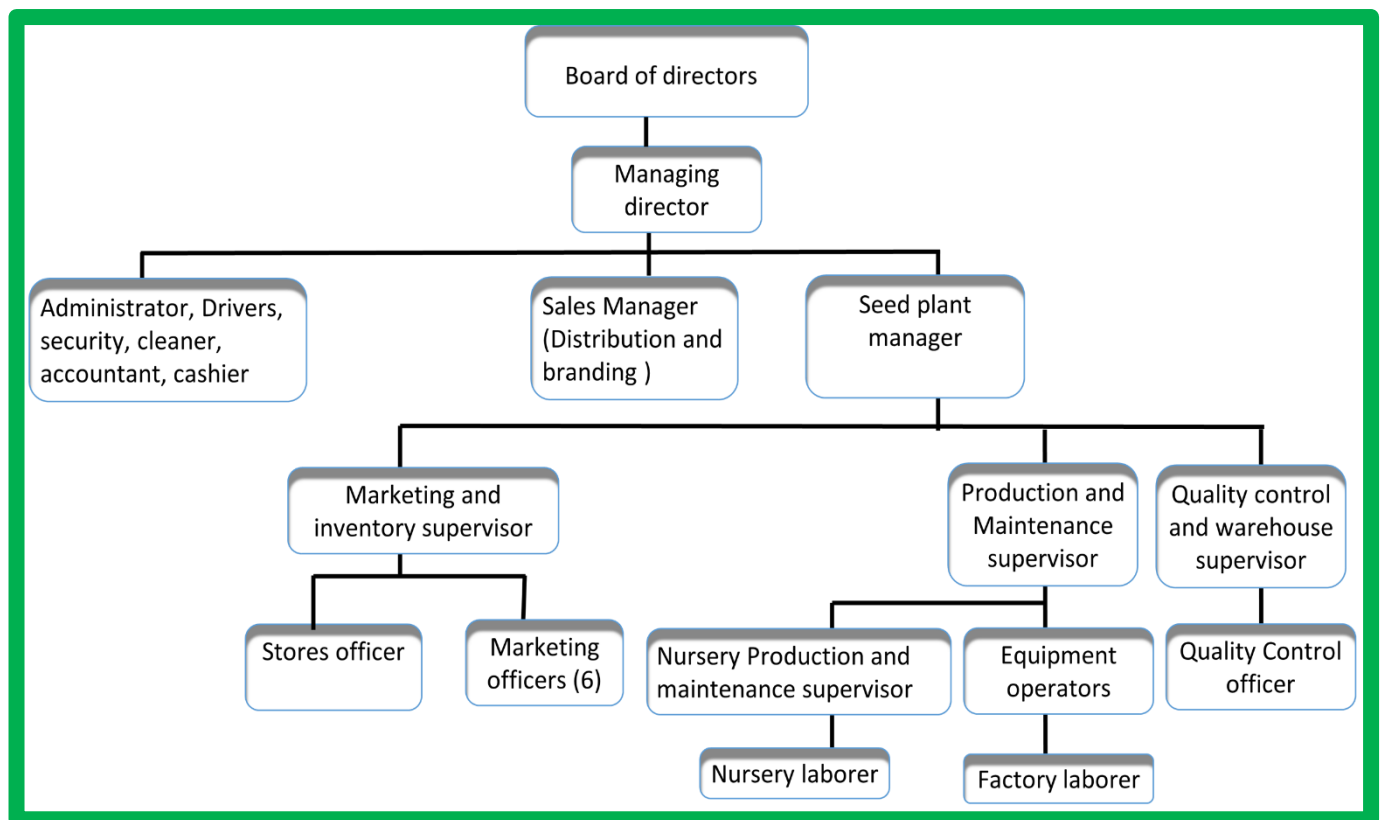 Board of directors
Managing
director
Administrator, Drivers,
security, cleaner,
accountant, cashier
Sales Manager
(Distribution and
branding )
Seed plant
manager
Marketing and
inventory supervisor
Production and
Maintenance
supervisor
Quality control
and warehouse
supervisor
Stores officer
Marketing
officers (6)
Nursery Production and
maintenance supervisor
Equipment
operators
Quality Control
officer
Nursery laborer
Factory laborer